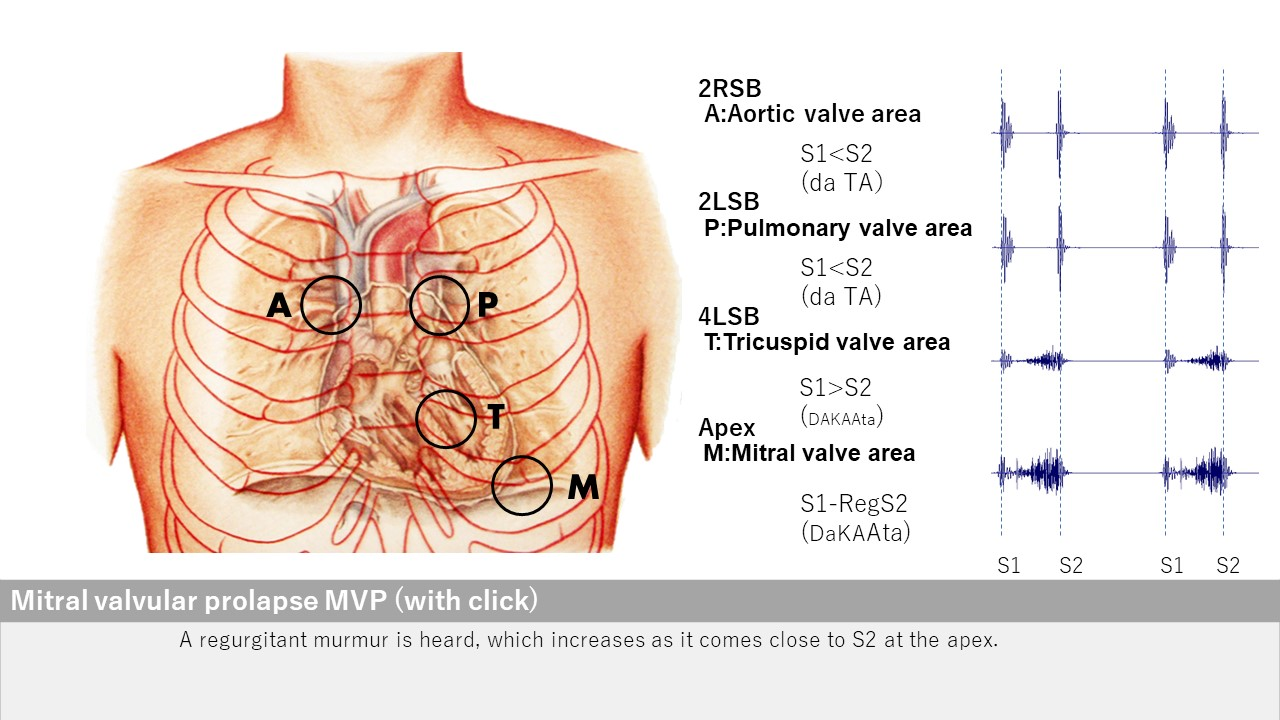 2RSB
A:Aortic valve area
S1<S2
(da TA)
2LSB
P:Pulmonary valve area
S1<S2
(da TA)
4LSB
T:Tricuspid valve area
S1>S2
(DAKAAta)
Apex
M:Mitral valve area
S1-RegS2
(DaKAAta)
A
P
T
M
S1 S2 S1 S2
Mitral valvular prolapse MVP (with click)
A regurgitant murmur is heard, which increases as it comes close to S2 at the apex.